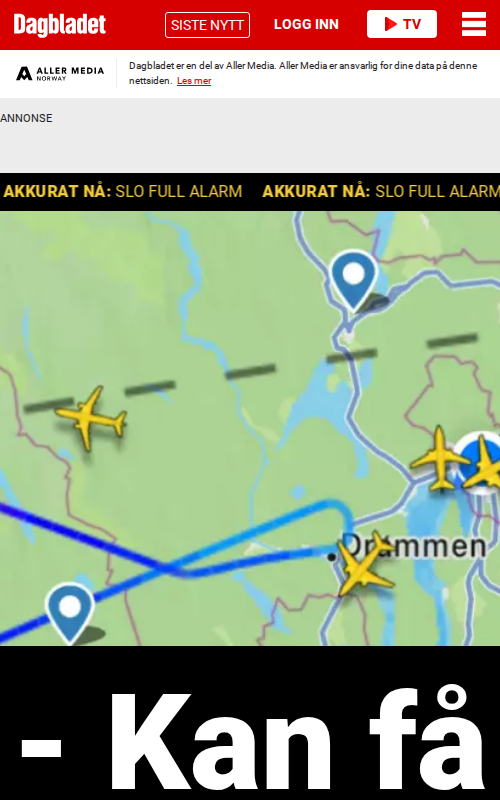 Dagbladet
SISTE NYTT
LOGG INN
TV
ALLER MEDIA
NORWAY
Dagbladet er en del av Aller Media. Aller Media er ansvarlig for dine data på denne
nettsiden. Les mer
ANNONSE
AKKURAT NÅ: SLO FULL ALARM AKKURAT NÅ: SLO FULL ALARM
Drammen
- Kan få